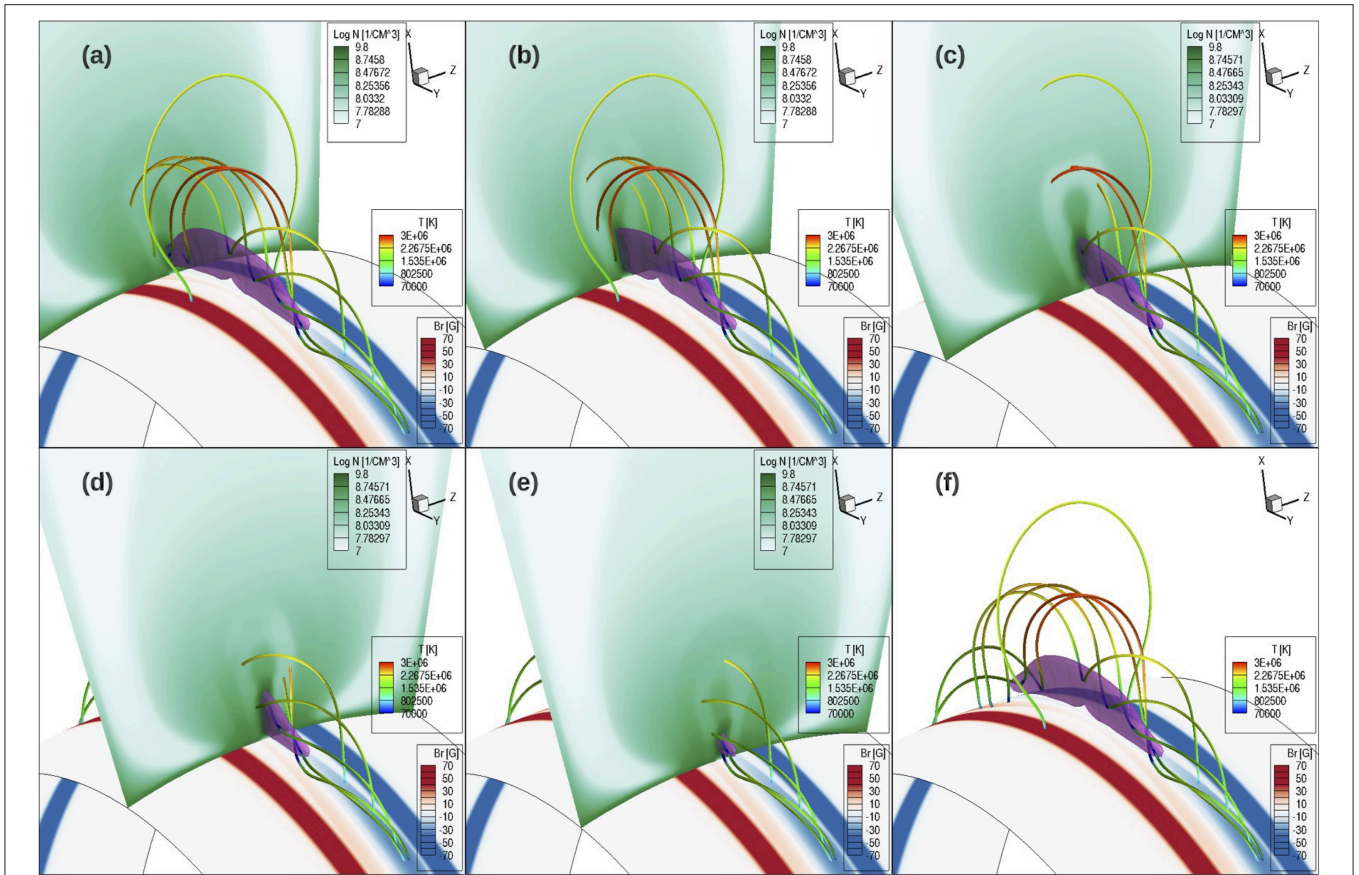 (a)
Log N [1/CM^3]
9.8
8.7458
8.47672
8.25356
8.0332
7.78288
7
X
Z
Y
T [K]
3E+06
2.2675E+06
1.535E+06
802500
70000
Br [G]
70
50
30
10
-10
-30
-50
-70
(b)
Log N [1/CM^3]
9.8
8.7458
8.47672
8.25356
8.0332
7.78288
7
X
Z
Y
T [K]
3E+06
2.2675E+06
1.535E+06
802500
70000
Br [G]
70
50
30
10
-10
-30
-50
-70
(c)
Log N [1/CM^3]
9.8
8.74571
8.47665
8.25343
8.03309
7.78297
7
X
Z
Y
T [K]
3E+06
2.2675E+06
1.535E+06
802500
70000
Br [G]
70
50
30
10
-10
-30
-50
-70
(d)
Log N [1/CM^3]
9.8
8.74571
8.47665
8.25343
8.03309
7.78297
7
X
Z
Y
T [K]
3E+06
2.2675E+06
1.535E+06
802500
70000
Br [G]
70
50
30
10
-10
-30
-50
-70
(e)
Log N [1/CM^3]
9.8
8.74571
8.47665
8.25343
8.03309
7.78297
7
X
Z
Y
T [K]
3E+06
2.2675E+06
1.535E+06
802500
70000
Br [G]
70
50
30
10
-10
-30
-50
-70
(f)
X
Z
Y
T [K]
3E+06
2.2675E+06
1.535E+06
802500
70000
Br [G]
70
50
30
10
-10
-30
-50
-70